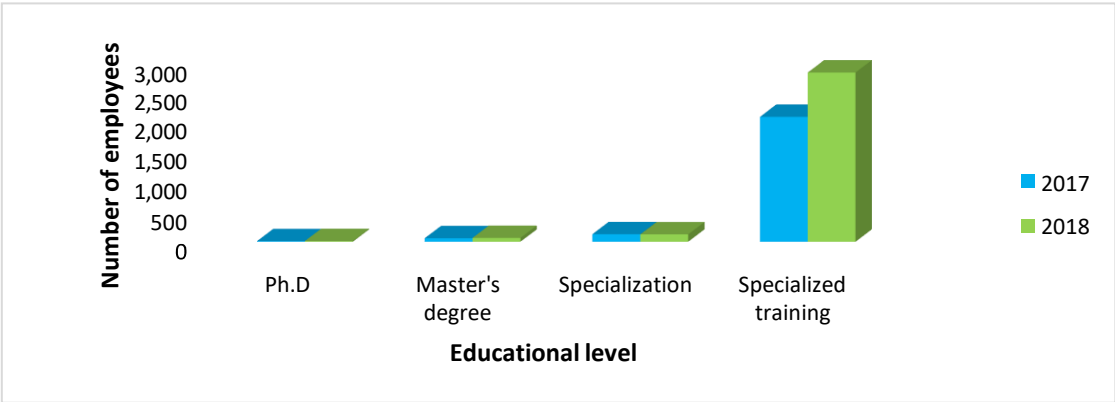 Number of employees
3,000
2,500
2,000
1,500
1,000
500
0
Ph.D
Master's
degree
Specialization
Specialized
training
Educational level
2017
2018